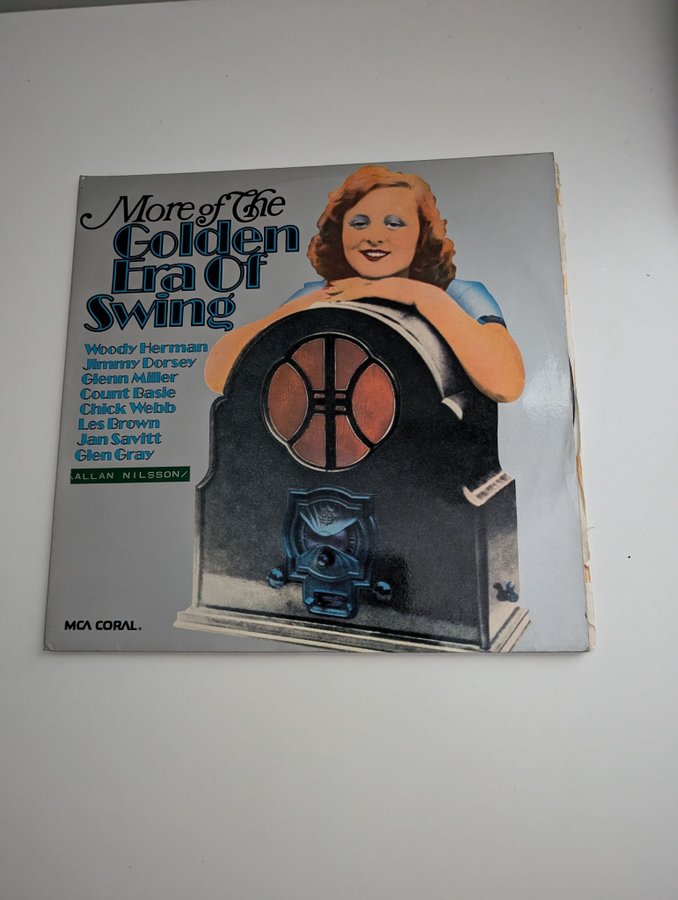 More of The
Golden
Era Of
Swing
Woody Herman
Jimmy Dorsey
Glenn Miller
Count Basie
Chick Webb
Les Brown
Jan Savitt
Glen Gray
\ALLAN NILSSON/
MCA CORAL®